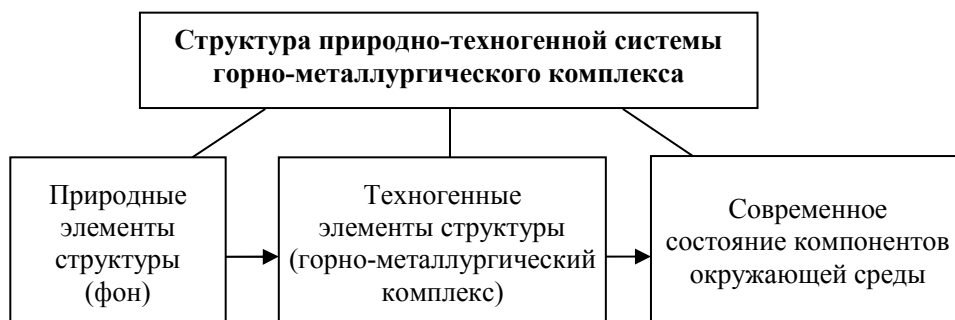 Структура природно-техногенной системы
горно-металлургического комплекса
Природные
элементы
структуры
(фон)
Техногенные
элементы структуры
(горно-металлургический
комплекс)
Современное
состояние компонентов
окружающей среды